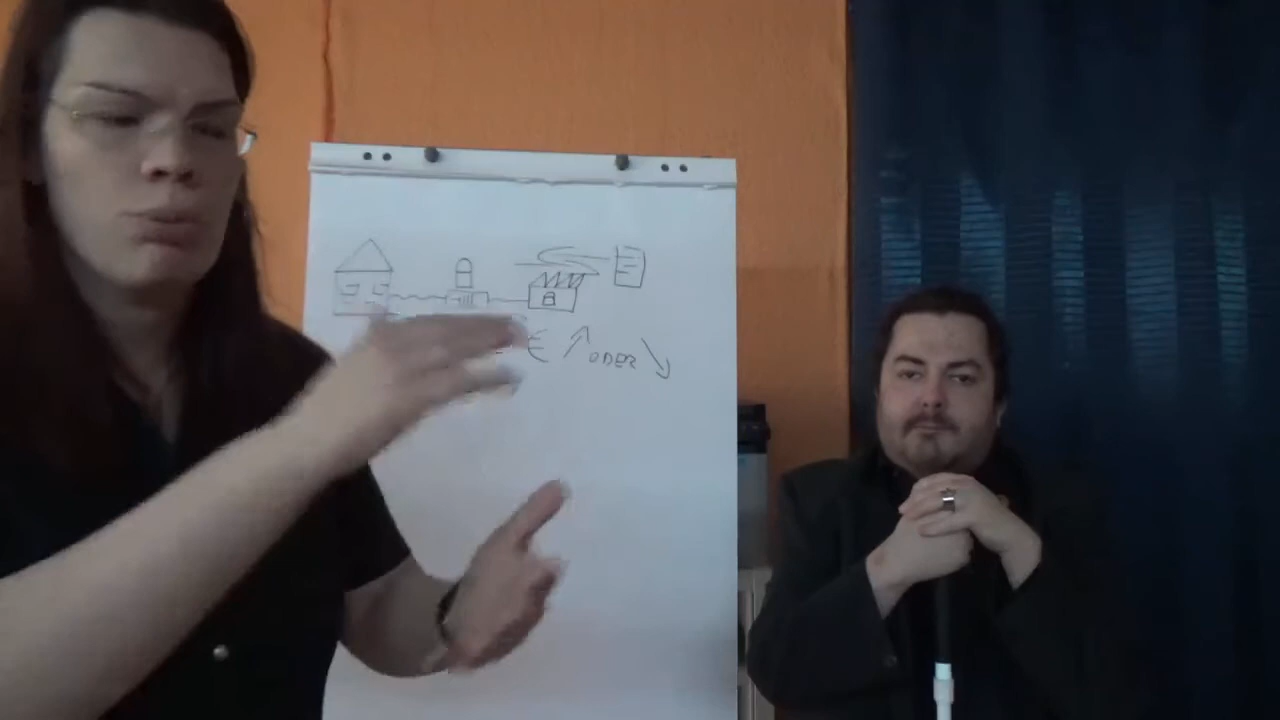 € ↗ ODER ↘